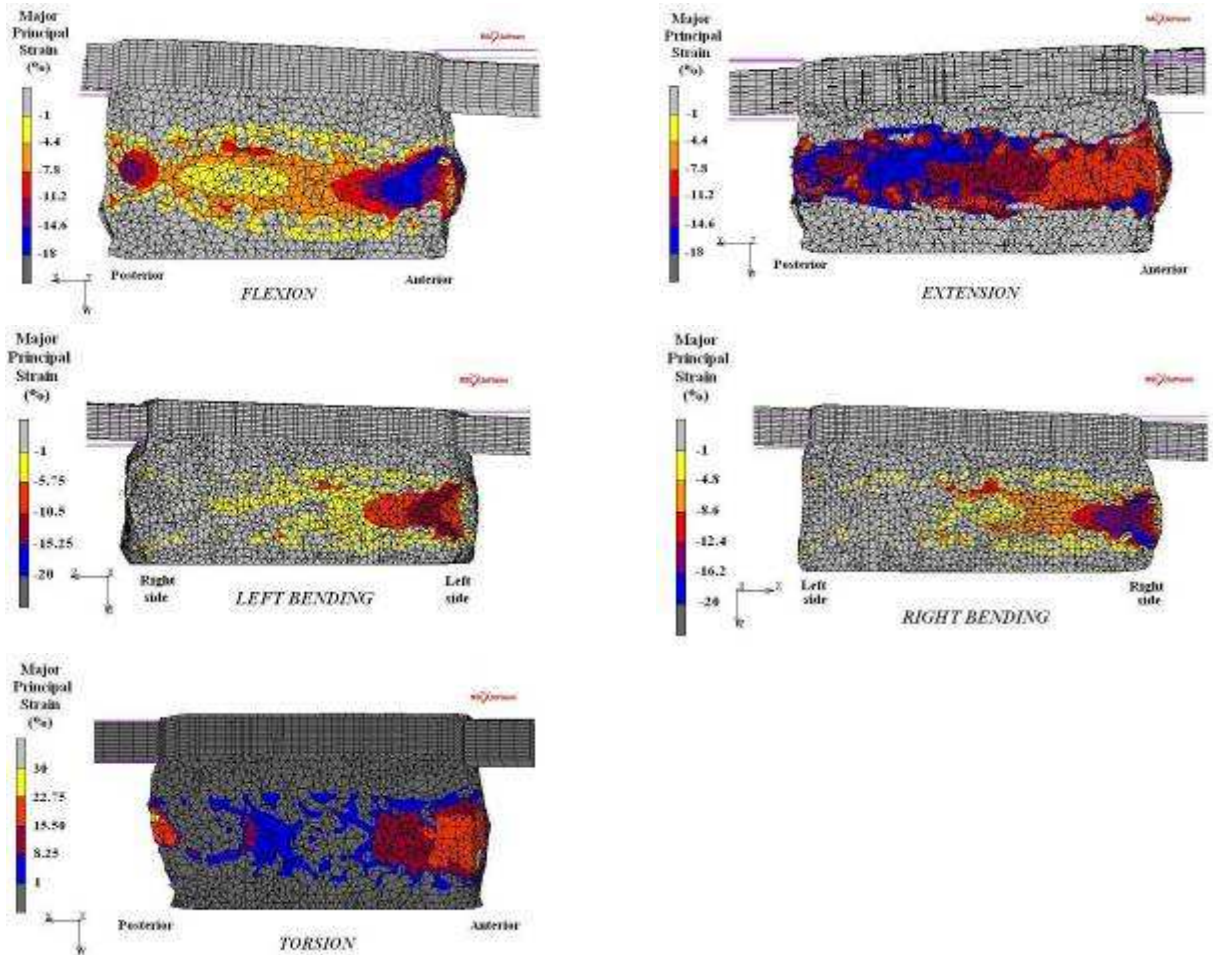 Major
Principal
Strain
(%)
-1
-4.4
-7.8
-11.2
-14.6
-18
Posterior
Anterior
FLEXION
Major
Principal
Strain
(%)
-1
-4.4
-7.8
-11.2
-14.6
-18
Posterior
Anterior
EXTENSION
Major
Principal
Strain
(%)
-1
-5.75
-10.5
-15.25
-20
Right
side
Left
side
LEFT BENDING
Major
Principal
Strain
(%)
-1
-4.8
-8.6
-12.4
-16.2
-20
Left
side
Right
side
RIGHT BENDING
Major
Principal
Strain
(%)
30
22.75
15.50
8.25
1
Posterior
Anterior
TORSION